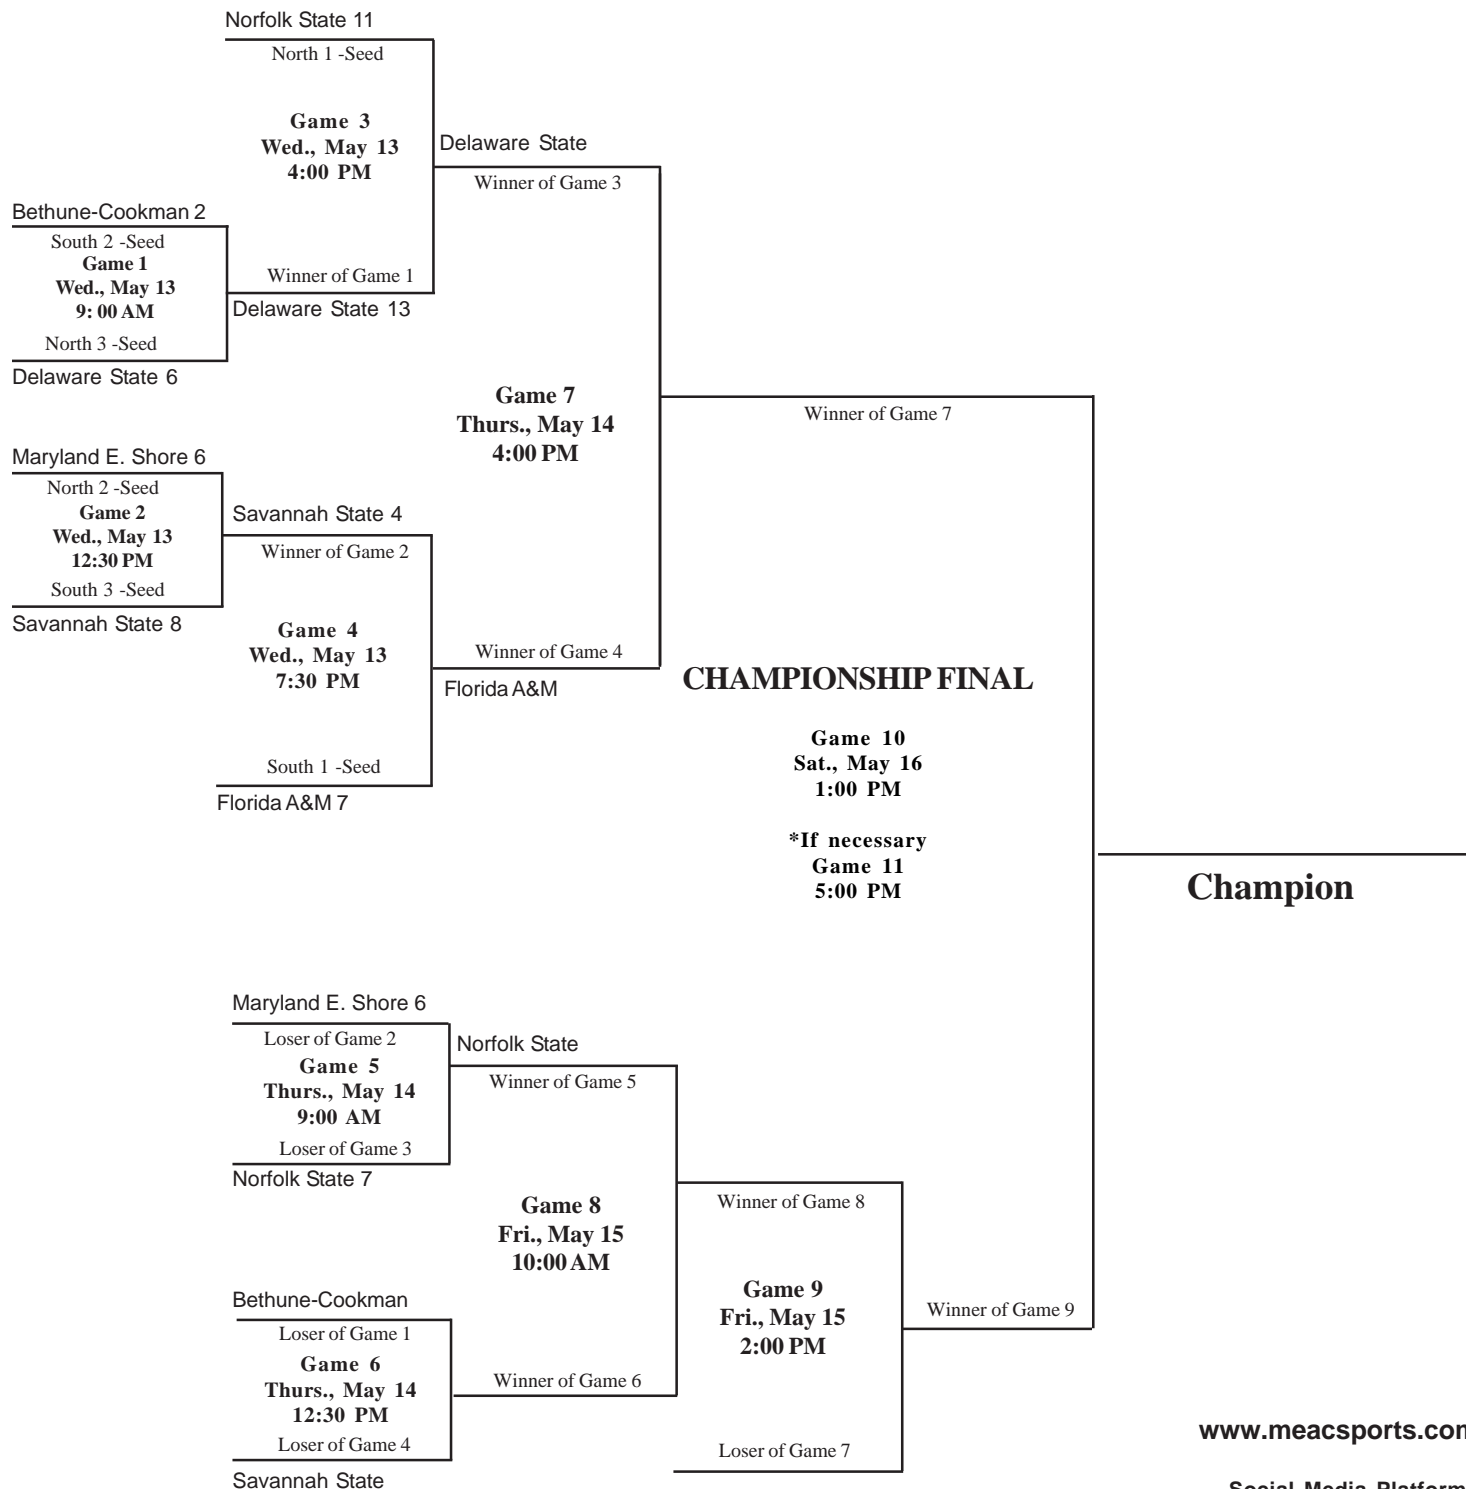 Norfolk State 11
North 1 -Seed
Game 3
Wed., May 13
4:00 PM
Delaware State
Winner of Game 3
Bethune-Cookman 2
South 2 -Seed
Game 1
Wed., May 13
9: 00 AM
North 3 -Seed
Delaware State 6
Winner of Game 1
Delaware State 13
Game 7
Thurs., May 14
4:00 PM
Winner of Game 7
Maryland E. Shore 6
North 2 -Seed
Game 2
Wed., May 13
12:30 PM
South 3 -Seed
Savannah State 8
Savannah State 4
Winner of Game 2
Game 4
Wed., May 13
7:30 PM
South 1 -Seed
Florida A&M 7
Winner of Game 4
Florida A&M
CHAMPIONSHIP FINAL
Game 10
Sat., May 16
1:00 PM
*If necessary
Game 11
5:00 PM
Champion
Maryland E. Shore 6
Loser of Game 2
Game 5
Thurs., May 14
9:00 AM
Loser of Game 3
Norfolk State 7
Norfolk State
Winner of Game 5
Game 8
Fri., May 15
10:00 AM
Winner of Game 8
Bethune-Cookman
Loser of Game 1
Game 6
Thurs., May 14
12:30 PM
Loser of Game 4
Savannah State
Winner of Game 6
Game 9
Fri., May 15
2:00 PM
Loser of Game 7
Winner of Game 9
www.meacsports.com
Social Media Platform